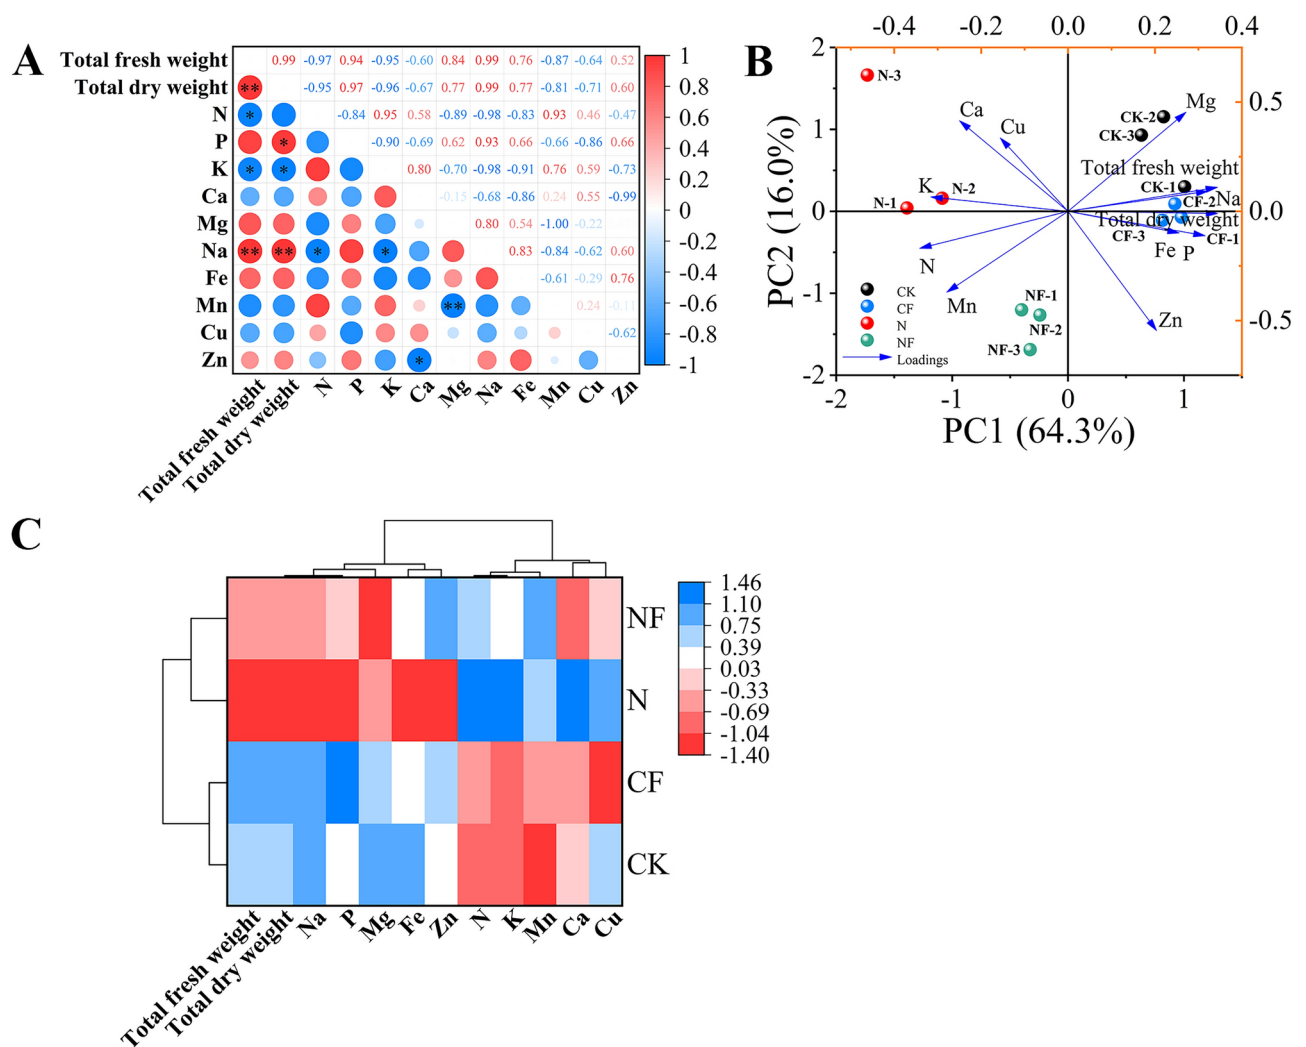 A
Total fresh weight 0.99 -0.97 0.94 -0.95 -0.60 0.84 0.99 0.76 -0.87 -0.64 0.52
Total dry weight ** -0.95 0.97 -0.96 -0.67 0.77 0.99 0.77 -0.81 -0.71 0.60
N * -0.84 0.95 0.58 -0.89 -0.98 -0.83 0.93 0.46 -0.47
P * -0.90 -0.69 0.62 0.93 0.66 -0.66 -0.86 0.66
K * * 0.80 -0.70 -0.98 -0.91 0.76 0.59 -0.73
Ca -0.15 -0.68 -0.86 0.24 0.55 -0.99
Mg 0.80 0.54 -1.00 -0.22
Na ** ** * * 0.83 -0.84 -0.62 0.60
Fe -0.61 -0.29 0.76
Mn ** 0.24 -0.11
Cu -0.62
Zn *
Total fresh weight
Total dry weight
N
P
K
Ca
Mg
Na
Fe
Mn
Cu
Zn
1
0.8
0.6
0.4
0.2
0
-0.2
-0.4
-0.6
-0.8
-1
B
-0.4 0.0 0.2 0.4
2
1
0
-1
-2
PC2 (16.0%)
N-3
Ca
Cu
CK-2
Mg
CK-3
Total fresh weight
K
N-2
CK-1
N-1
CF-2
Na
Total dry weight
CF-3
CF-1
N
Fe
P
Mn
NF-1
NF-2
NF-3
Zn
CK
CF
N
NF
Loadings
0.5
0.0
-0.5
-2 -1 0 1
PC1 (64.3%)
C
NF
N
CF
CK
Total fresh weight
Total dry weight
Na
P
Mg
Fe
Zn
N
K
Mn
Ca
Cu
1.46
1.10
0.75
0.39
0.03
-0.33
-0.69
-1.04
-1.40